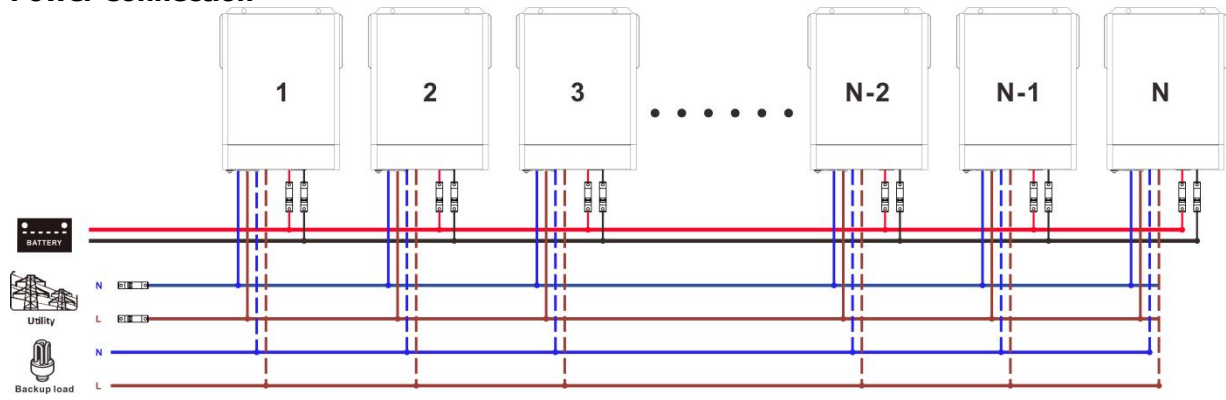 Power Connection
1 2 3 N-2 N-1 N
BATTERY
N
L
Utility
N
L
Backup load